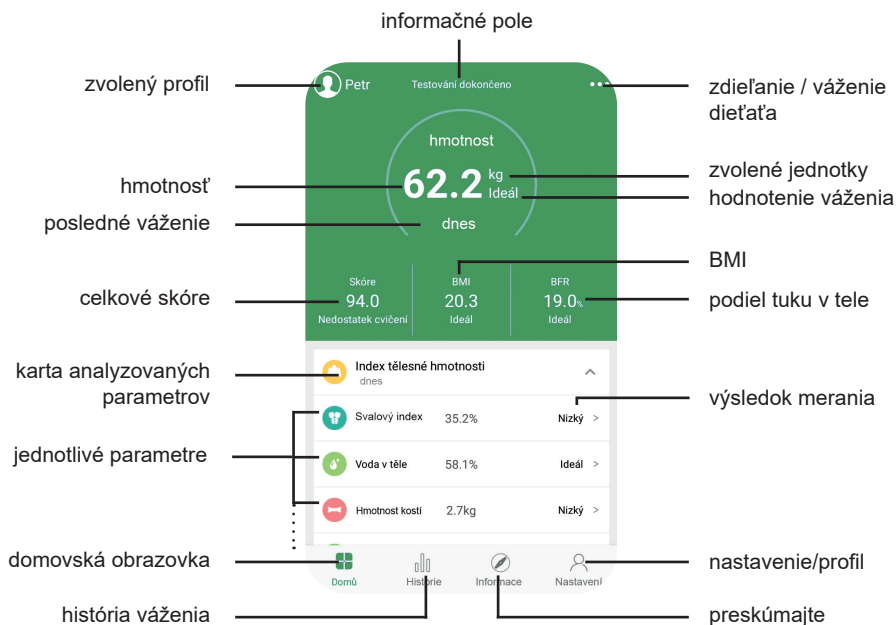 informačné pole
zvolený profil
Petr
Testování dokončeno
zdieľanie / váženie
dieťaťa
hmotnost
zvolené jednotky
hmotnosť
62.2 kg
Ideál
hodnotenie váženia
posledné váženie
dnes
BMI
celkové skóre
Skóre
94.0
Nedostatek cvičení
BMI
20.3
Ideál
BFR
19.0%
Ideál
podiel tuku v tele
karta analyzovaných
parametrov
Index tělesné hmotnosti
dnes
výsledok merania
Svalový index 35.2% Nizký >
jednotlivé parametre
Voda v těle 58.1% Ideál >
Hmotnost kostí 2.7kg Nizký >
domovská obrazovka
nastavenie/profil
Domů
Historie
Informace
Nastavení
história váženia
preskúmajte